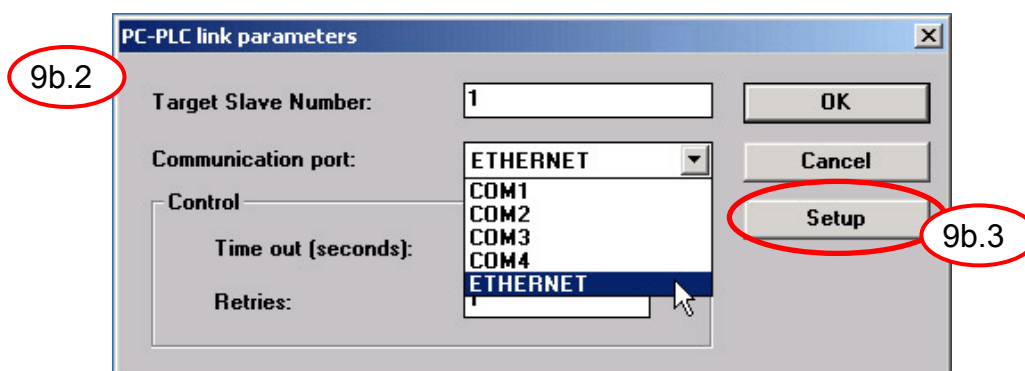 PC-PLC link parameters
9b.2
Target Slave Number: 1 OK
Communication port: ETHERNET Cancel
COM1
Control
COM2 Setup
COM3 9b.3
Time out (seconds):
COM4
ETHERNET
Retries: